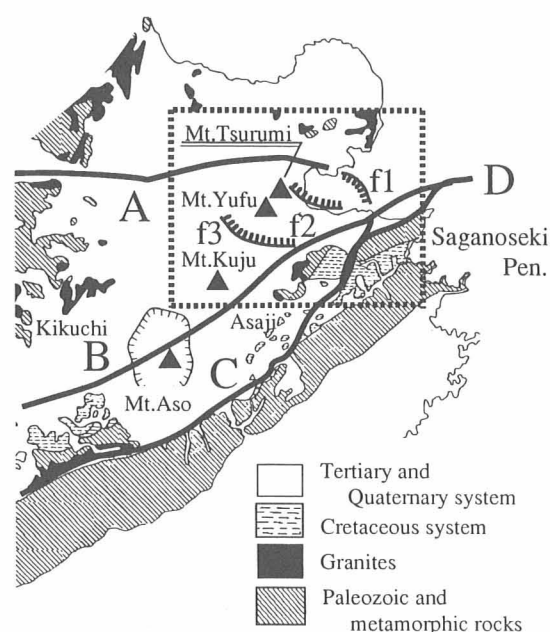 Mt.Tsurumi
f1
D
A
Mt.Yufu
f2
f3
Saganoseki
Pen.
Mt.Kuju
Kikuchi
Asaji
B
C
Mt.Aso
Tertiary and
Quaternary system
Cretaceous system
Granites
Paleozoic and
metamorphic rocks